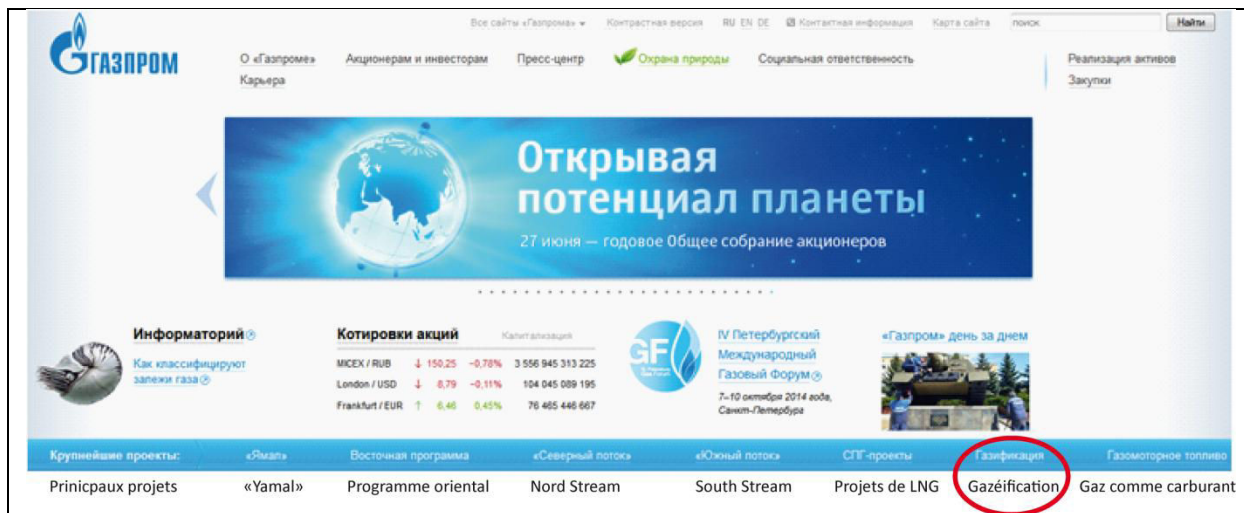 Все сайты «Газпрома» Контрастная версия RU EN DE Контактная информация Карта сайта поиск Найти
ГАЗПРОМ
О «Газпроме» Акционерам и инвесторам Пресс-центр Охрана природы Социальная ответственность Реализация активов
Карьера Закупки
Открывая
потенциал планеты
27 июня — годовое Общее собрание акционеров
Информаторий
Как классифицируют
залежи газа
Котировки акций Капитализация
MICEX / RUB ↓ 150,25 −0,78% 3 556 945 313 225
London / USD ↓ 8,79 −0,11% 104 045 089 195
Frankfurt / EUR ↑ 6,46 0,45% 76 465 446 667
GF
IV Петербургский
Международный
Газовый Форум
7–10 октября 2014 года,
Санкт-Петербург
«Газпром» день за днем
Крупнейшие проекты: «Ямал» Восточная программа «Северный поток» «Южный поток» СПГ-проекты Газификация Газомоторное топливо
Prinicpaux projets «Yamal» Programme oriental Nord Stream South Stream Projets de LNG Gazéification Gaz comme carburant